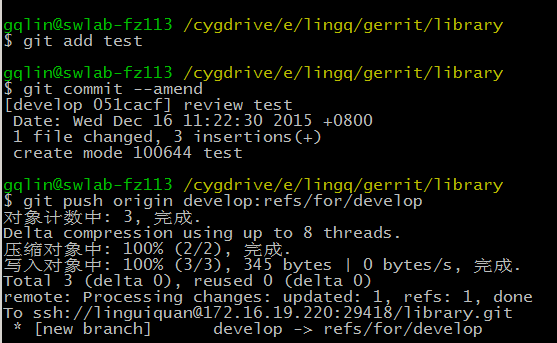 gqlin@swlab-fz113 /cygdrive/e/lingq/gerrit/library
$ git add test
gqlin@swlab-fz113 /cygdrive/e/lingq/gerrit/library
$ git commit --amend
[develop 051cacf] review test
 Date: Wed Dec 16 11:22:30 2015 +0800
 1 file changed, 3 insertions(+)
 create mode 100644 test
gqlin@swlab-fz113 /cygdrive/e/lingq/gerrit/library
$ git push origin develop:refs/for/develop
对象计数中: 3, 完成.
Delta compression using up to 8 threads.
压缩对象中: 100% (2/2), 完成.
写入对象中: 100% (3/3), 345 bytes | 0 bytes/s, 完成.
Total 3 (delta 0), reused 0 (delta 0)
remote: Processing changes: updated: 1, refs: 1, done
To ssh://linguiquan@172.16.19.220:29418/library.git
 * [new branch]      develop -> refs/for/develop